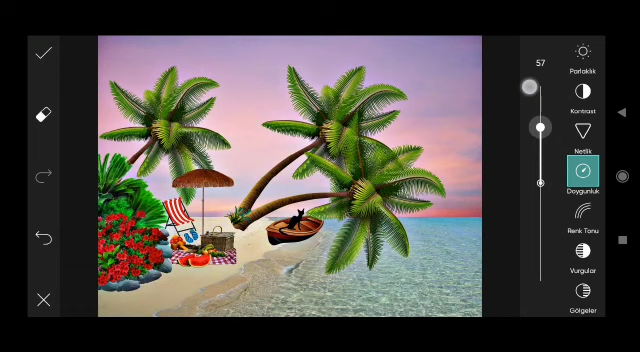 57
Parlaklık
Kontrast
Netlik
Doygunluk
Renk Tonu
Vurgular
Gölgeler